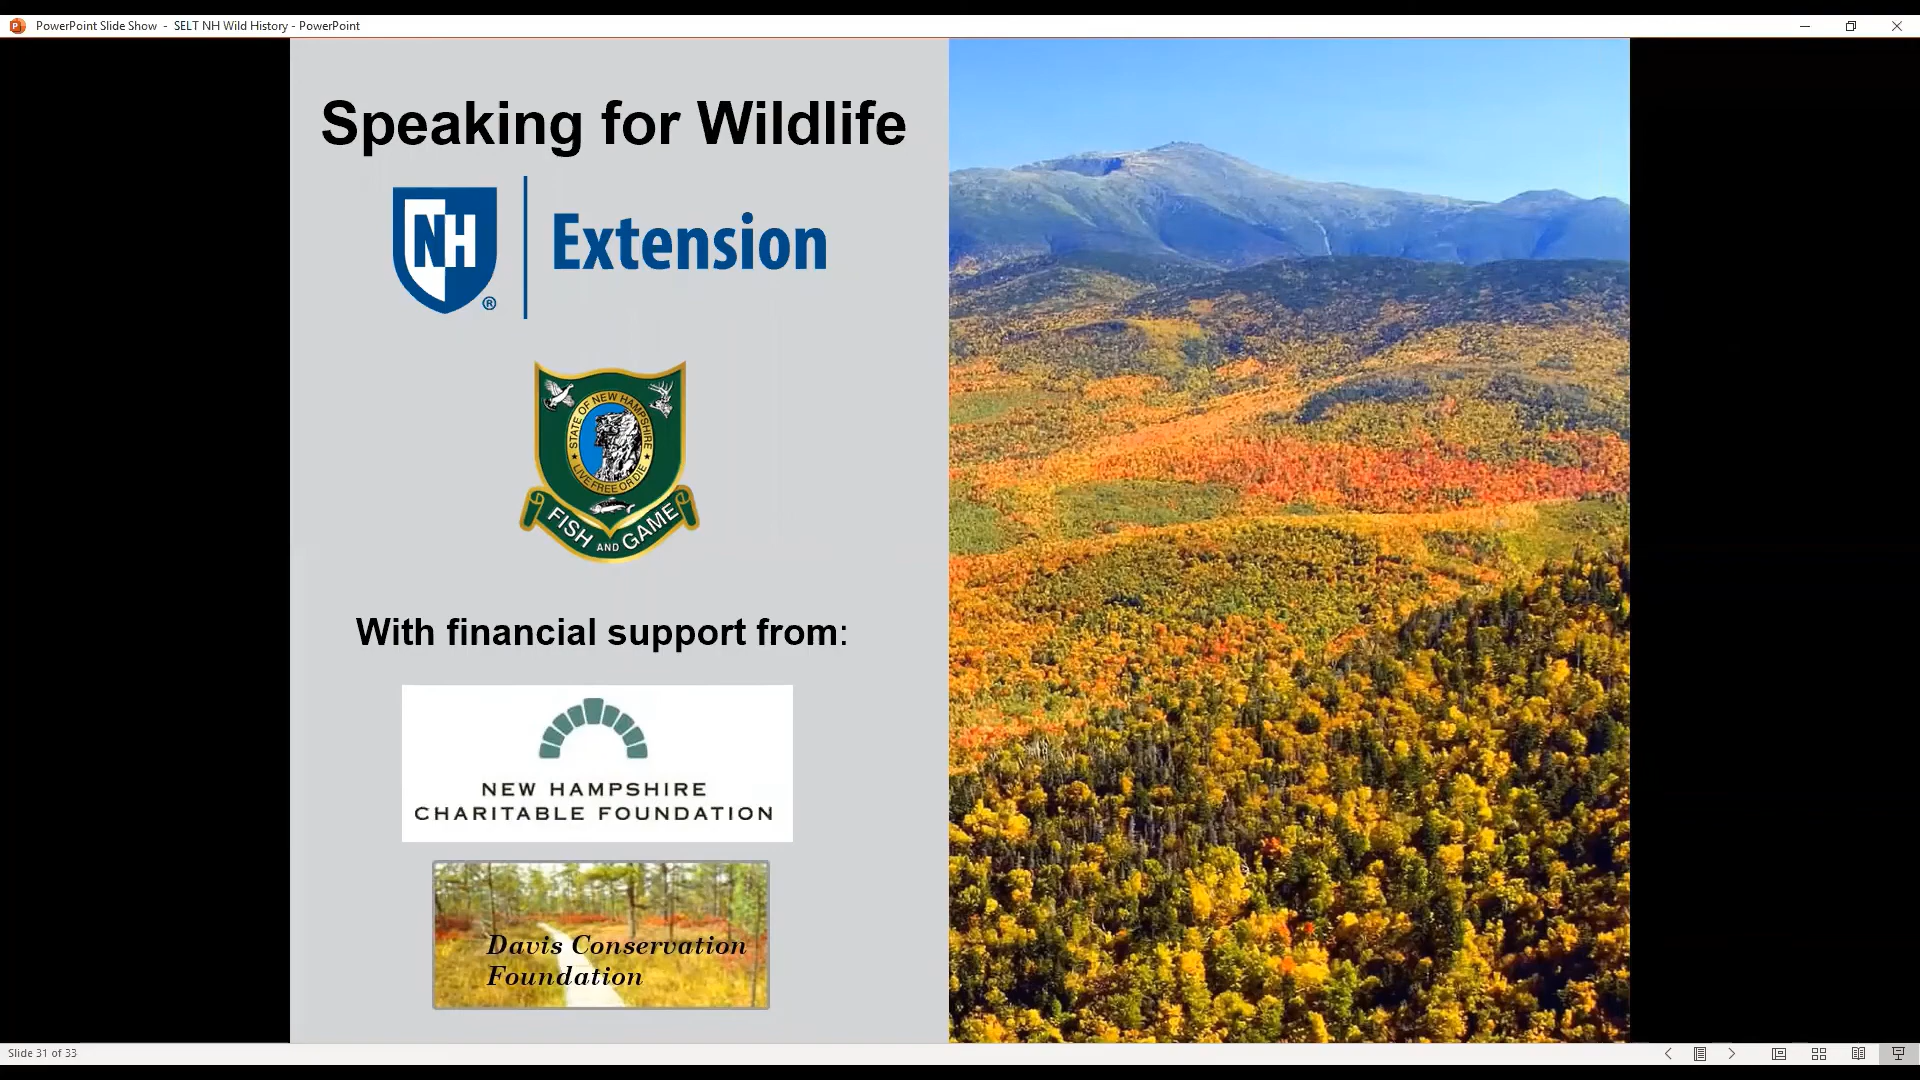 PowerPoint Slide Show - SELT NH Wild History - PowerPoint
Speaking for Wildlife
NH
®
Extension
STATE OF NEW HAMPSHIRE
LIVE FREE OR DIE
FISH AND GAME
With financial support from:
NEW HAMPSHIRE
CHARITABLE FOUNDATION
Davis Conservation
Foundation
Slide 31 of 33